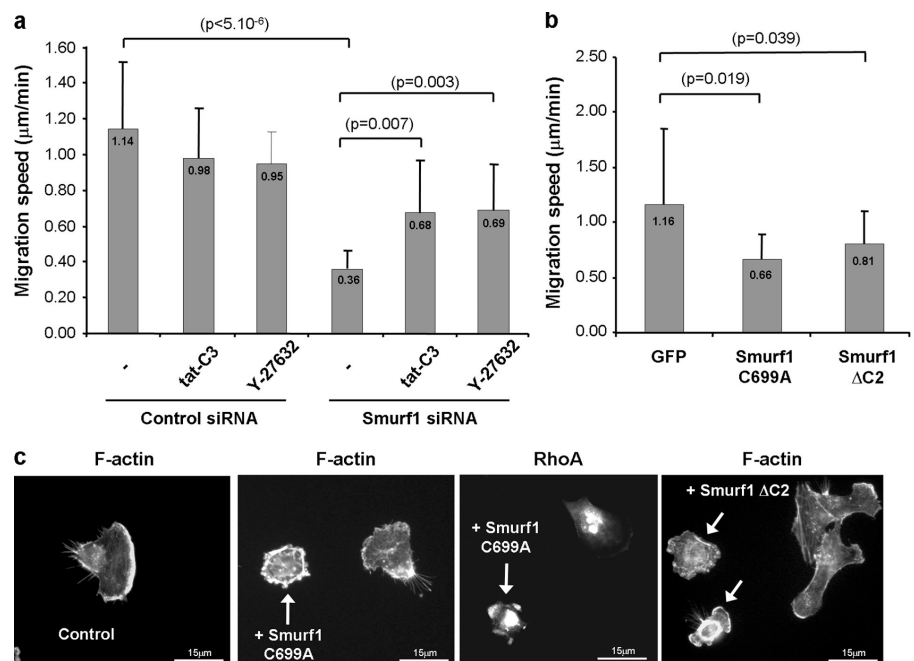 a
(p<5.10⁻⁶)
(p=0.003)
(p=0.007)
Migration speed (μm/min)
1.60
1.40
1.20
1.00
0.80
0.60
0.40
0.20
0.00
1.14
0.98
0.95
0.36
0.68
0.69
-
tat-C3
Y-27632
-
tat-C3
Y-27632
Control siRNA
Smurf1 siRNA
b
(p=0.039)
(p=0.019)
Migration speed (μm/min)
2.50
2.00
1.50
1.00
0.50
0.00
1.16
0.66
0.81
GFP
Smurf1
C699A
Smurf1
ΔC2
c
F-actin
F-actin
RhoA
F-actin
Control
15μm
+ Smurf1
C699A
15μm
+ Smurf1
C699A
15μm
+ Smurf1 ΔC2
15μm